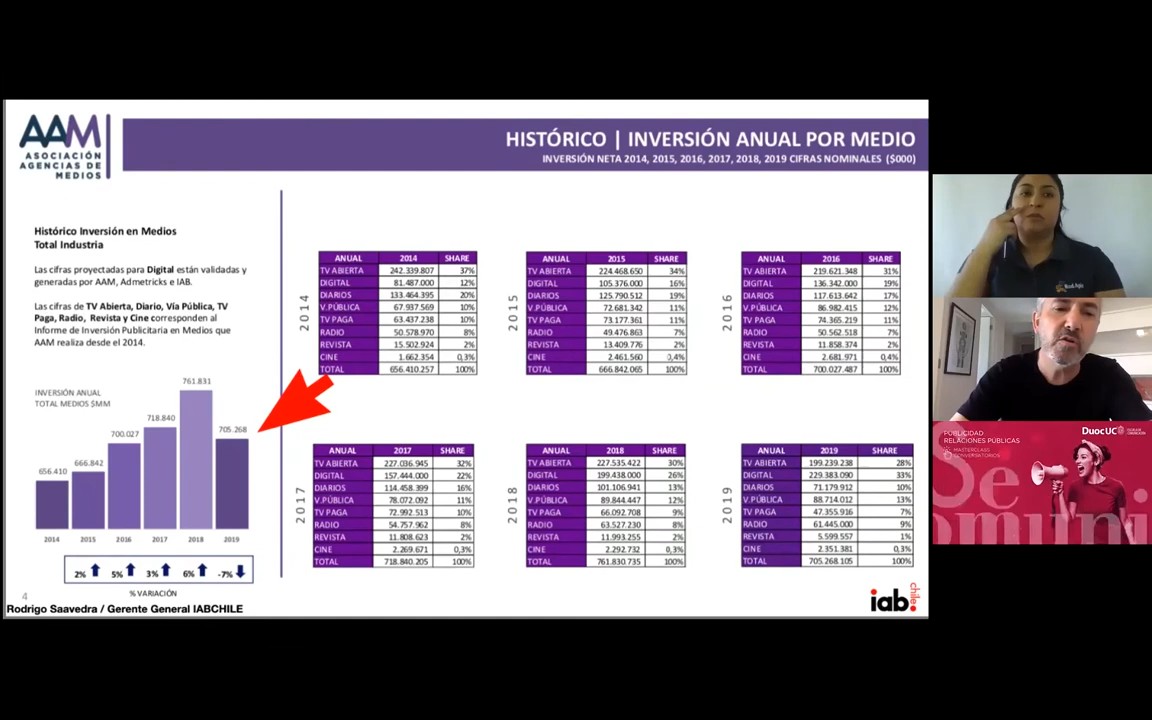 AAM
ASOCIACIÓN
AGENCIAS DE
MEDIOS
HISTÓRICO | INVERSIÓN ANUAL POR MEDIO
INVERSIÓN NETA 2014, 2015, 2016, 2017, 2018, 2019 CIFRAS NOMINALES ($000)
Histórico Inversión en Medios
Total Industria
Las cifras proyectadas para Digital están validadas y
generadas por AAM, Admetricks e IAB.
Las cifras de TV Abierta, Diario, Vía Pública, TV
Paga, Radio, Revista y Cine corresponden al
Informe de Inversión Publicitaria en Medios que
AAM realiza desde el 2014.
INVERSIÓN ANUAL
TOTAL MEDIOS $MM
656.410
666.842
700.027
718.840
761.831
705.268
2014 2015 2016 2017 2018 2019
2% 5% 3% 6% -7%
% VARIACIÓN
4
2014
ANUAL 2014 SHARE
TV ABIERTA 242.339.807 37%
DIGITAL 81.487.000 12%
DIARIOS 133.464.395 20%
V.PÚBLICA 67.937.569 10%
TV PAGA 63.437.238 10%
RADIO 50.578.970 8%
REVISTA 15.502.924 2%
CINE 1.662.354 0,3%
TOTAL 656.410.257 100%
2015
ANUAL 2015 SHARE
TV ABIERTA 224.468.650 34%
DIGITAL 105.376.000 16%
DIARIOS 125.790.512 19%
V.PÚBLICA 72.681.342 11%
TV PAGA 73.177.361 11%
RADIO 49.476.863 7%
REVISTA 13.409.776 2%
CINE 2.461.560 0,4%
TOTAL 666.842.065 100%
2016
ANUAL 2016 SHARE
TV ABIERTA 219.621.348 31%
DIGITAL 136.342.000 19%
DIARIOS 117.613.642 17%
V.PÚBLICA 86.982.415 12%
TV PAGA 74.365.219 11%
RADIO 50.562.518 7%
REVISTA 11.858.374 2%
CINE 2.681.971 0,4%
TOTAL 700.027.487 100%
2017
ANUAL 2017 SHARE
TV ABIERTA 227.036.945 32%
DIGITAL 157.444.000 22%
DIARIOS 114.458.399 16%
V.PÚBLICA 78.072.092 11%
TV PAGA 72.992.513 10%
RADIO 54.757.962 8%
REVISTA 11.808.623 2%
CINE 2.269.671 0,3%
TOTAL 718.840.205 100%
2018
ANUAL 2018 SHARE
TV ABIERTA 227.535.422 30%
DIGITAL 199.438.000 26%
DIARIOS 101.106.941 13%
V.PÚBLICA 89.844.447 12%
TV PAGA 66.092.708 9%
RADIO 63.527.230 8%
REVISTA 11.993.255 2%
CINE 2.292.732 0,3%
TOTAL 761.830.735 100%
2019
ANUAL 2019 SHARE
TV ABIERTA 199.239.238 28%
DIGITAL 229.383.090 33%
DIARIOS 71.179.912 10%
V.PÚBLICA 88.714.012 13%
TV PAGA 47.355.916 7%
RADIO 61.445.000 9%
REVISTA 5.599.557 1%
CINE 2.351.381 0,3%
TOTAL 705.268.105 100%
Rodrigo Saavedra / Gerente General IABCHILE
iab.
chile
PUBLICIDAD
RELACIONES PÚBLICAS
MASTERCLASS
CONVERSATORIOS
DuocUC
Se
omuni